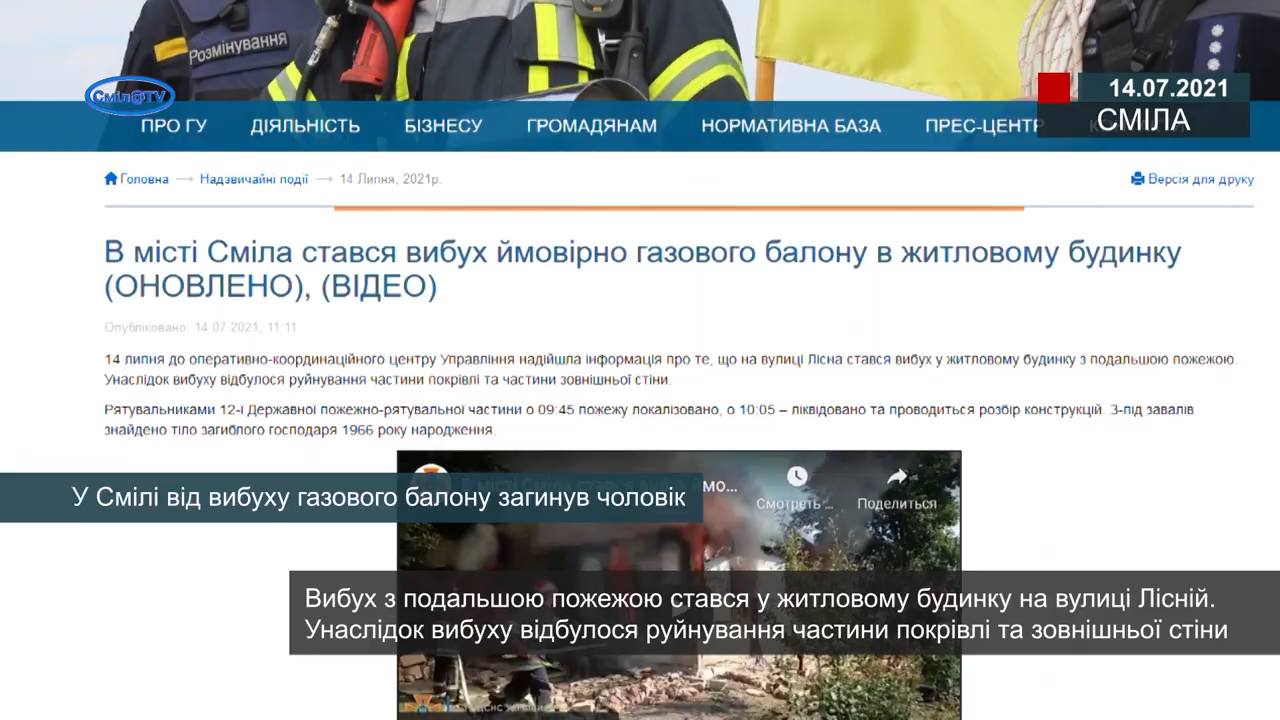 Розмінування
Сміл@TV
14.07.2021
СМІЛА
ПРО ГУ ДІЯЛЬНІСТЬ БІЗНЕСУ ГРОМАДЯНАМ НОРМАТИВНА БАЗА ПРЕС-ЦЕНТР
Головна → Надзвичайні події → 14 Липня, 2021р.
Версія для друку
В місті Сміла стався вибух ймовірно газового балону в житловому будинку
(ОНОВЛЕНО), (ВІДЕО)
Опубліковано: 14.07.2021, 11:11
14 липня до оперативно-координаційного центру Управління надійшла інформація про те, що на вулиці Лісна стався вибух у житловому будинку з подальшою пожежою.
Унаслідок вибуху відбулося руйнування частини покрівлі та частини зовнішньої стіни.
Рятувальниками 12-ї Державної пожежно-рятувальної частини о 09:45 пожежу локалізовано, о 10:05 – ліквідовано та проводиться розбір конструкцій. З-під завалів
знайдено тіло загиблого господаря 1966 року народження.
Смотреть ...
Поделиться
У Смілі від вибуху газового балону загинув чоловік
Вибух з подальшою пожежою стався у житловому будинку на вулиці Лісній.
Унаслідок вибуху відбулося руйнування частини покрівлі та зовнішньої стіни